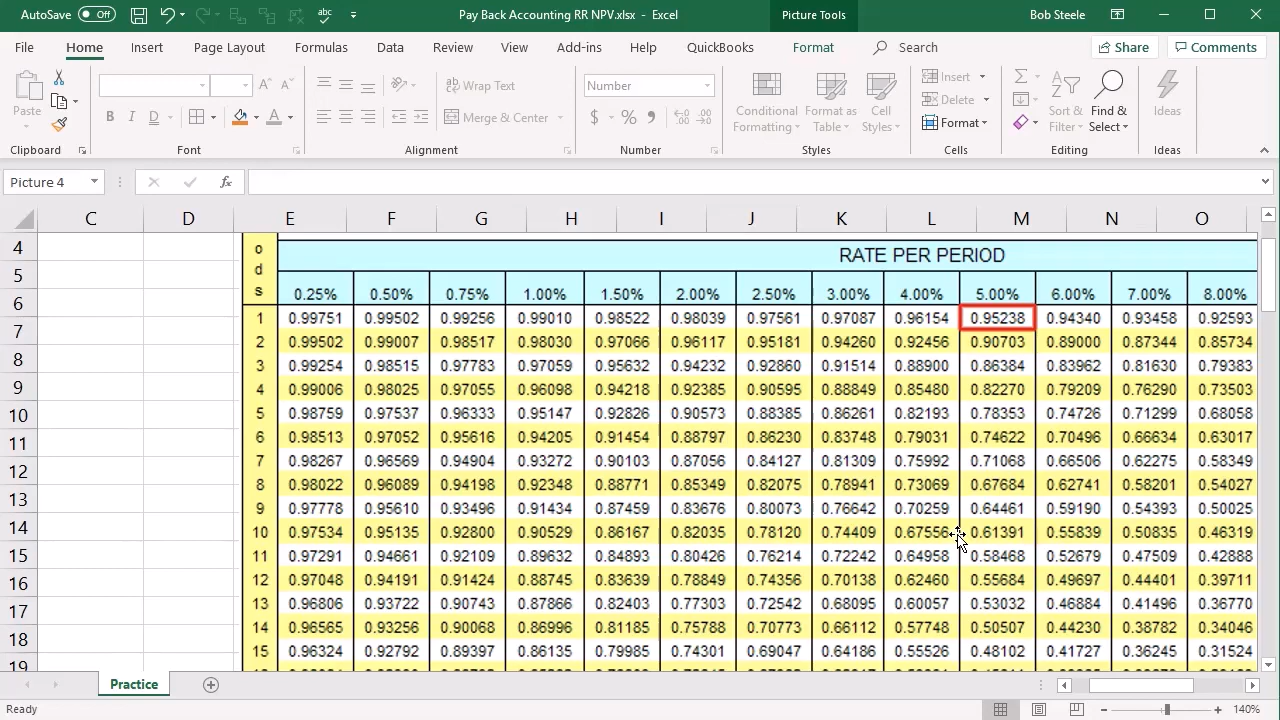 AutoSave Off Pay Back Accounting RR NPV.xlsx - Excel Picture Tools Bob Steele
File Home Insert Page Layout Formulas Data Review View Add-ins Help QuickBooks Format Search Share Comments
Paste Wrap Text Number Conditional Formatting Format as Table Cell Styles Insert Delete Format Sort & Filter Find & Select Ideas
B I U Merge & Center $ %
Clipboard Font Alignment Number Styles Cells Editing Ideas
Picture 4 fx
C D E F G H I J K L M N O
4 o RATE PER PERIOD
5 d
6 s 0.25% 0.50% 0.75% 1.00% 1.50% 2.00% 2.50% 3.00% 4.00% 5.00% 6.00% 7.00% 8.00%
7 1 0.99751 0.99502 0.99256 0.99010 0.98522 0.98039 0.97561 0.97087 0.96154 0.95238 0.94340 0.93458 0.92593
2 0.99502 0.99007 0.98517 0.98030 0.97066 0.96117 0.95181 0.94260 0.92456 0.90703 0.89000 0.87344 0.85734
8 3 0.99254 0.98515 0.97783 0.97059 0.95632 0.94232 0.92860 0.91514 0.88900 0.86384 0.83962 0.81630 0.79383
9 4 0.99006 0.98025 0.97055 0.96098 0.94218 0.92385 0.90595 0.88849 0.85480 0.82270 0.79209 0.76290 0.73503
10 5 0.98759 0.97537 0.96333 0.95147 0.92826 0.90573 0.88385 0.86261 0.82193 0.78353 0.74726 0.71299 0.68058
11 6 0.98513 0.97052 0.95616 0.94205 0.91454 0.88797 0.86230 0.83748 0.79031 0.74622 0.70496 0.66634 0.63017
12 7 0.98267 0.96569 0.94904 0.93272 0.90103 0.87056 0.84127 0.81309 0.75992 0.71068 0.66506 0.62275 0.58349
8 0.98022 0.96089 0.94198 0.92348 0.88771 0.85349 0.82075 0.78941 0.73069 0.67684 0.62741 0.58201 0.54027
13 9 0.97778 0.95610 0.93496 0.91434 0.87459 0.83676 0.80073 0.76642 0.70259 0.64461 0.59190 0.54393 0.50025
14 10 0.97534 0.95135 0.92800 0.90529 0.86167 0.82035 0.78120 0.74409 0.67556 0.61391 0.55839 0.50835 0.46319
15 11 0.97291 0.94661 0.92109 0.89632 0.84893 0.80426 0.76214 0.72242 0.64958 0.58468 0.52679 0.47509 0.42888
16 12 0.97048 0.94191 0.91424 0.88745 0.83639 0.78849 0.74356 0.70138 0.62460 0.55684 0.49697 0.44401 0.39711
17 13 0.96806 0.93722 0.90743 0.87866 0.82403 0.77303 0.72542 0.68095 0.60057 0.53032 0.46884 0.41496 0.36770
18 14 0.96565 0.93256 0.90068 0.86996 0.81185 0.75788 0.70773 0.66112 0.57748 0.50507 0.44230 0.38782 0.34046
15 0.96324 0.92792 0.89397 0.86135 0.79985 0.74301 0.69047 0.64186 0.55526 0.48102 0.41727 0.36245 0.31524
19
Practice
Ready 140%